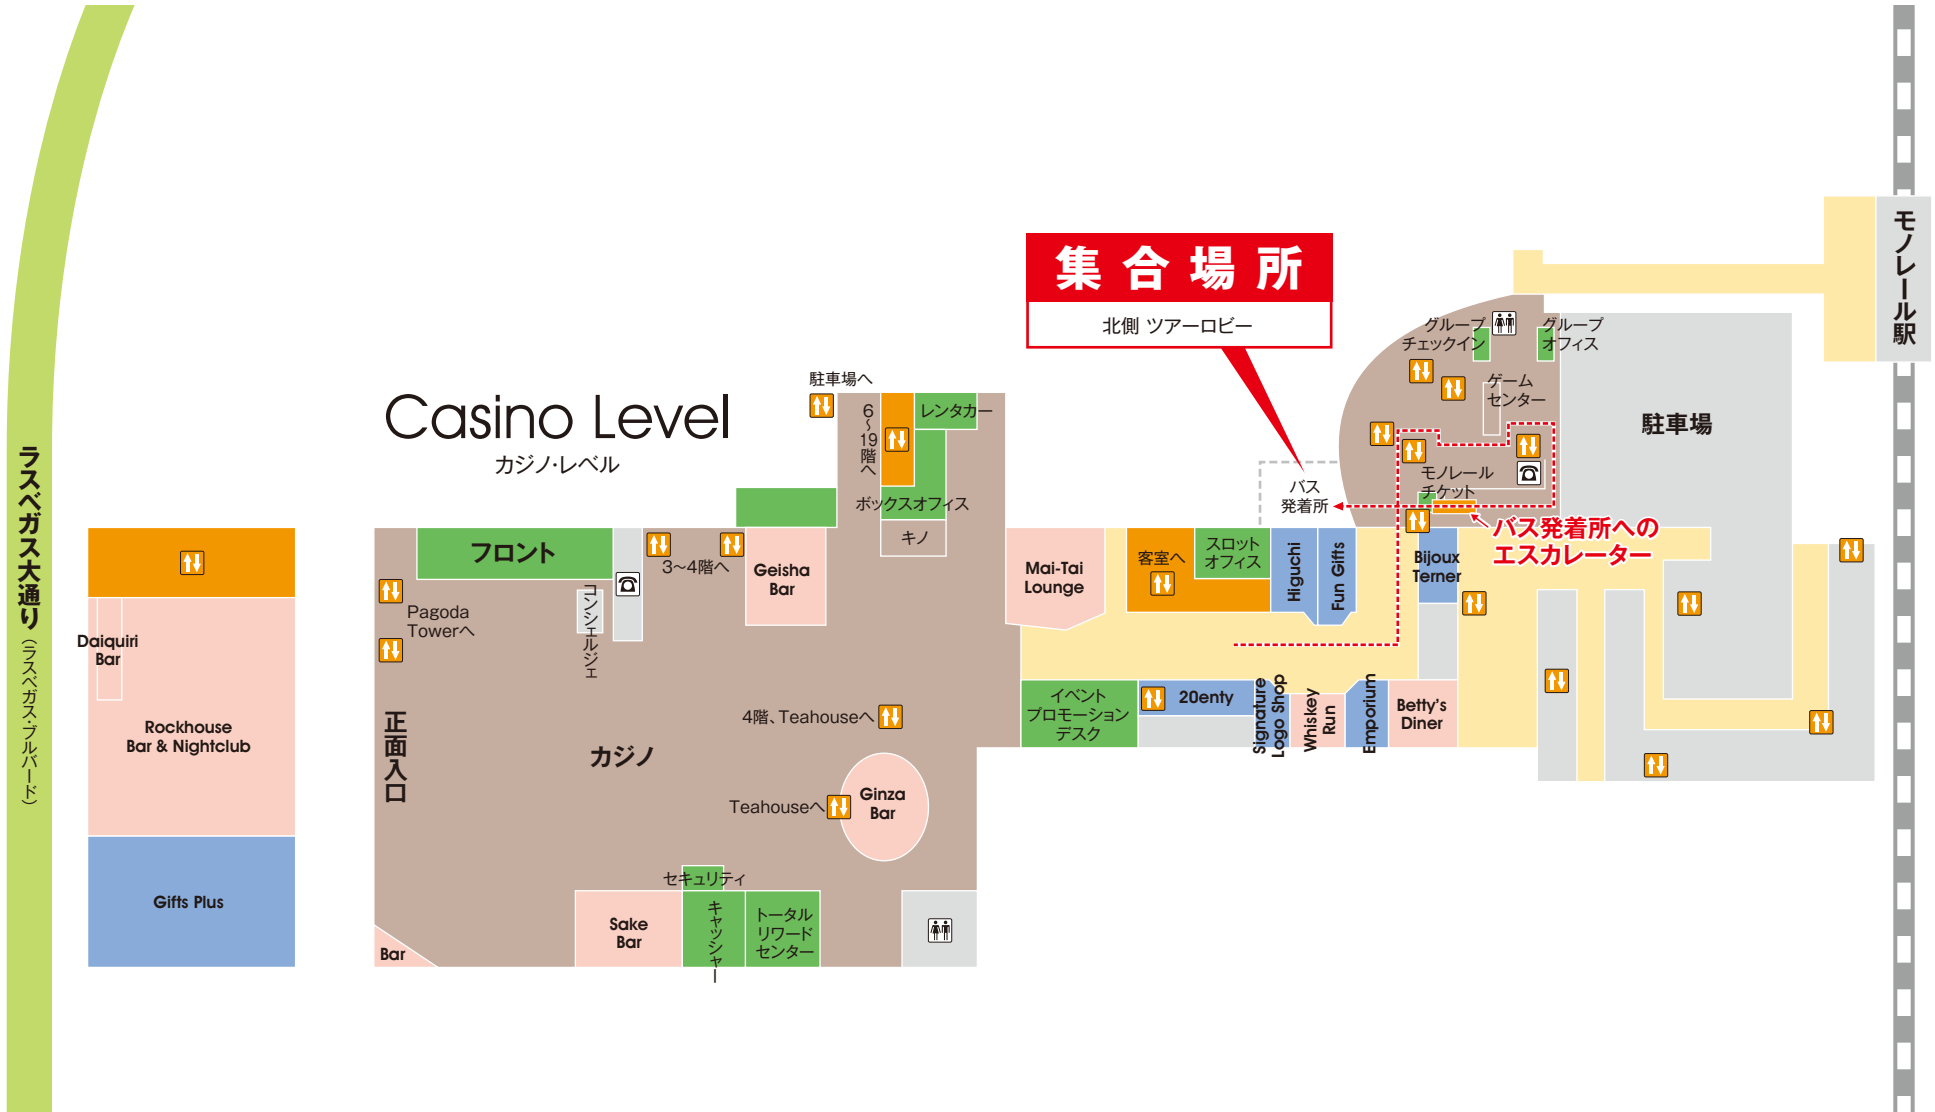 ラスベガス大通り
(ラスベガス・ブルバード)
Casino Level
カジノ・レベル
集合場所
北側 ツアーロビー
モノレール駅
駐車場へ
6〜19階へ
レンタカー
ボックスオフィス
キノ
グループ
チェックイン
グループ
オフィス
ゲーム
センター
駐車場
モノレール
チケット
バス
発着所
バス発着所への
エスカレーター
フロント
コンシェルジェ
3〜4階へ
Geisha
Bar
Mai-Tai
Lounge
客室へ
スロット
オフィス
Higuchi
Fun Gifts
Bijoux
Terner
Pagoda
Towerへ
Daiquiri
Bar
Rockhouse
Bar & Nightclub
Gifts Plus
正面入口
カジノ
4階、Teahouseへ
Teahouseへ
Ginza
Bar
イベント
プロモーション
デスク
20enty
Signature
Logo Shop
Whiskey
Run
Emporium
Betty's
Diner
セキュリティ
Sake
Bar
キャッシャー
トータル
リワード
センター
Bar